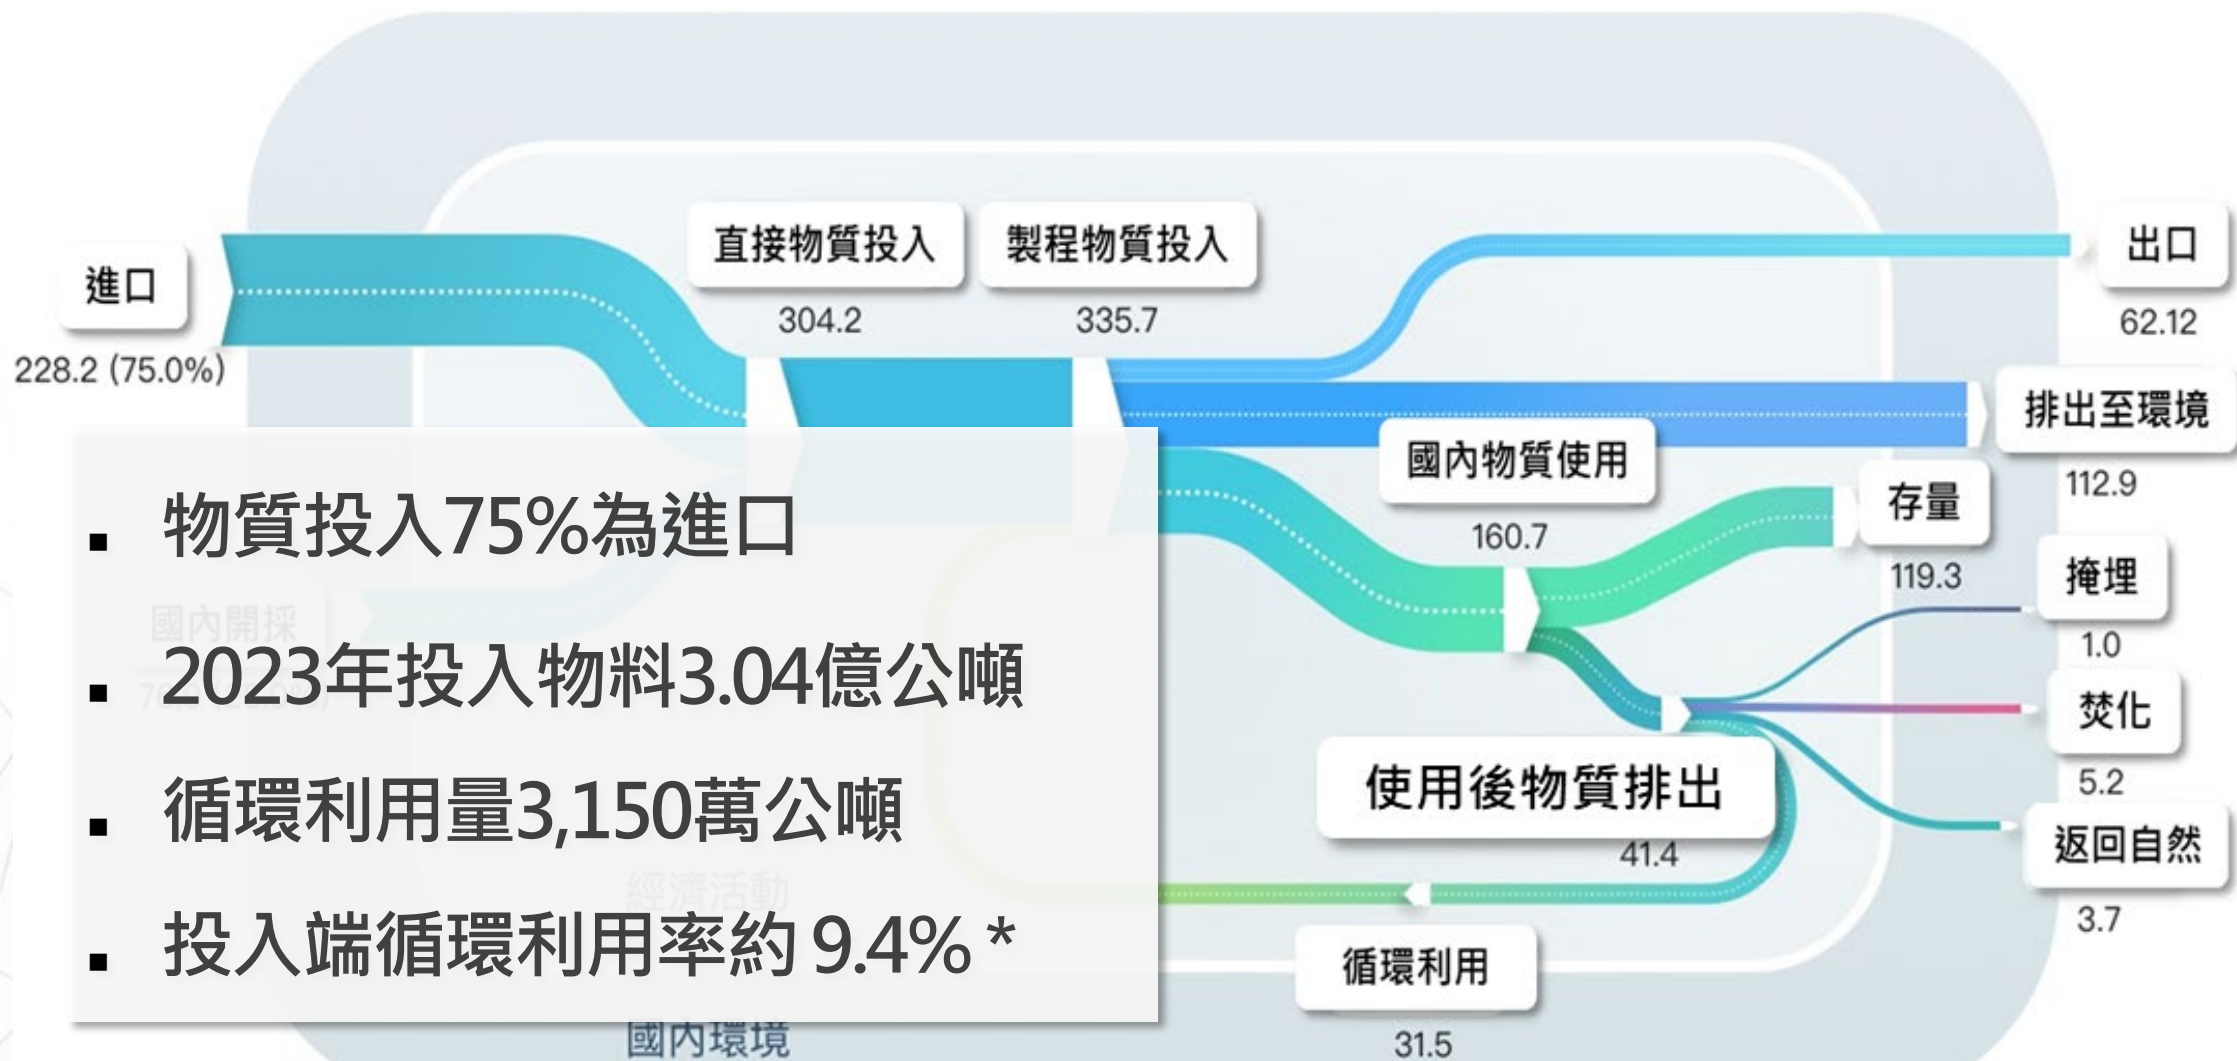 進口
228.2 (75.0%)
直接物質投入
304.2
製程物質投入
335.7
出口
62.12
排出至環境
112.9
國內物質使用
160.7
存量
119.3
掩埋
1.0
焚化
5.2
返回自然
3.7
使用後物質排出
41.4
循環利用
31.5
國內開採
▪ 物質投入75%為進口
▪ 2023年投入物料3.04億公噸
▪ 循環利用量3,150萬公噸
▪ 投入端循環利用率約 9.4% *
經濟活動
國內環境